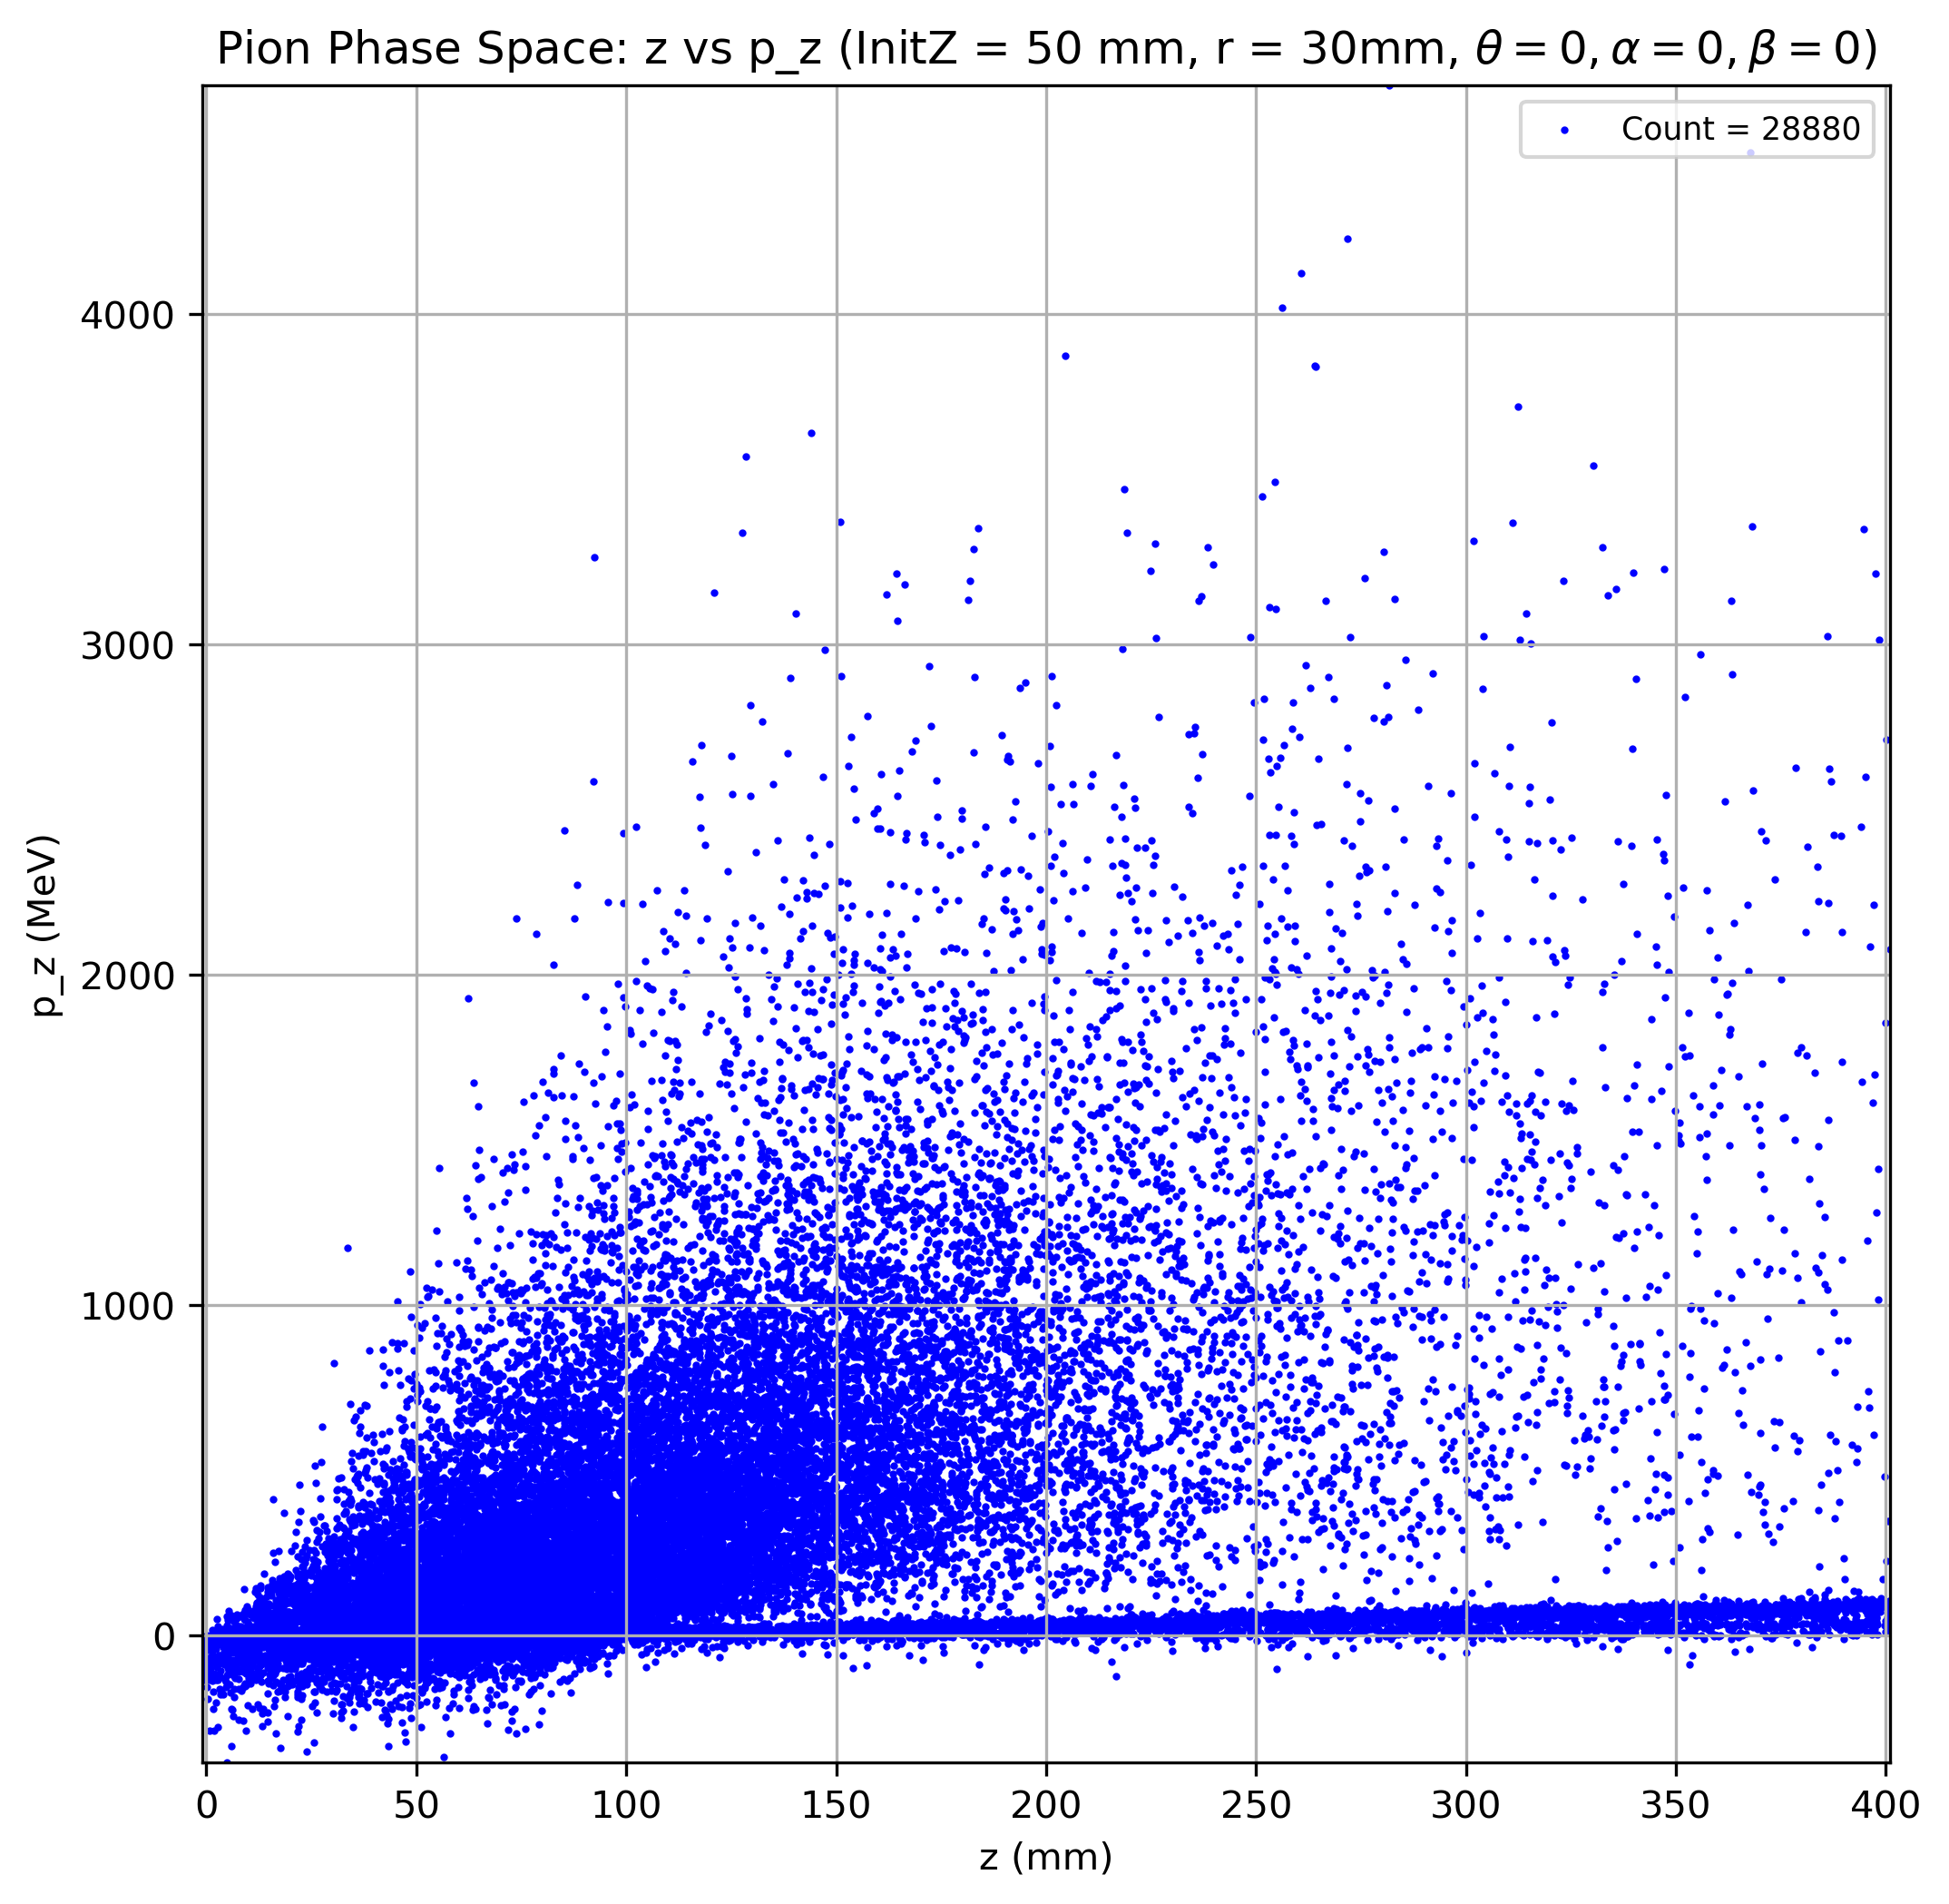 Pion Phase Space: z vs p_z (InitZ = 50 mm, r = 30mm, θ = 0, α = 0, β = 0)
Count = 28880
p_z (MeV)
4000
3000
2000
1000
0
0 50 100 150 200 250 300 350 400
z (mm)